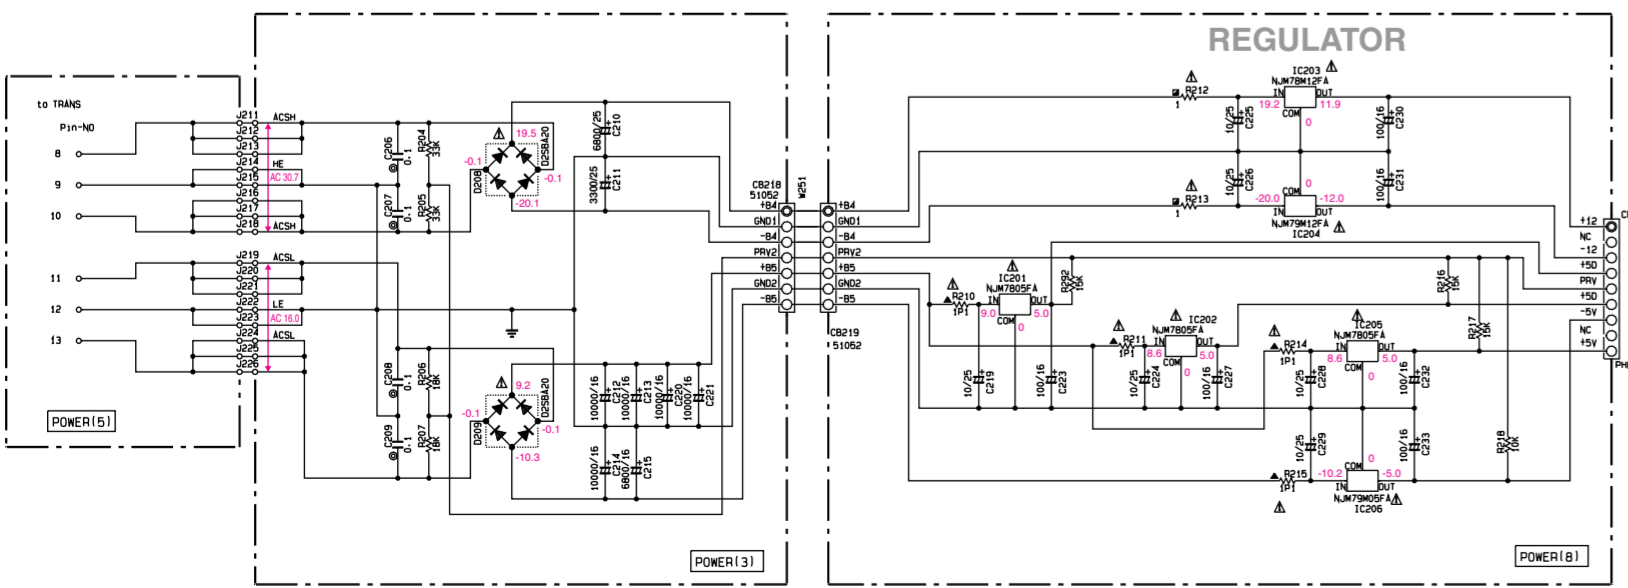 REGULATOR
to TRANS
Pin-NO
8
9
10
11
12
13
POWER(5)
J211
J212
J213
J214
J215
J216
J217
J218
J219
J220
J221
J222
J223
J224
J225
J226
ACSH
HE
AC 30.7
ACSH
ACSL
LE
AC 16.0
ACSL
C206
0.1
R204
33K
C207
0.1
R205
33K
C208
0.1
R206
18K
C209
0.1
R207
18K
19.5
-0.1
-0.1
-20.1
D208
D2SBA20
9.2
-0.1
-0.1
-10.3
D209
D2SBA20
6800/25
C210
3300/25
C211
10000/16
C212
10000/16
C213
10000/16
C220
10000/16
C221
10000/16
C214
6800/16
C215
CB218
51052
W251
+B4
GND1
-B4
PRV2
+B5
GND2
-B5
POWER(3)
+B4
GND1
-B4
PRV2
+B5
GND2
-B5
CB219
51052
R212
1
R213
1
10/25
C225
10/25
C226
IC203
NJM78M12FA
IN
OUT
19.2
11.9
COM
0
0
COM
-20.0
-12.0
IN
OUT
NJM79M12FA
IC204
100/16
C230
100/16
C231
R210
1P1
IC201
NJM7805FA
IN
OUT
9.0
5.0
COM
0
R292
15K
10/25
C219
100/16
C223
R211
1P1
IC202
NJM7805FA
IN
OUT
8.6
5.0
COM
0
10/25
C224
100/16
C227
R214
1P1
IC205
NJM7805FA
IN
OUT
8.6
5.0
COM
0
10/25
C228
100/16
C232
10/25
C229
100/16
C233
R215
1P1
0
COM
-10.2
-5.0
IN
OUT
NJM79M05FA
IC206
R216
15K
R217
15K
R218
10K
+12
NC
-12
+5D
PRV
+5D
-5V
NC
+5V
POWER(8)